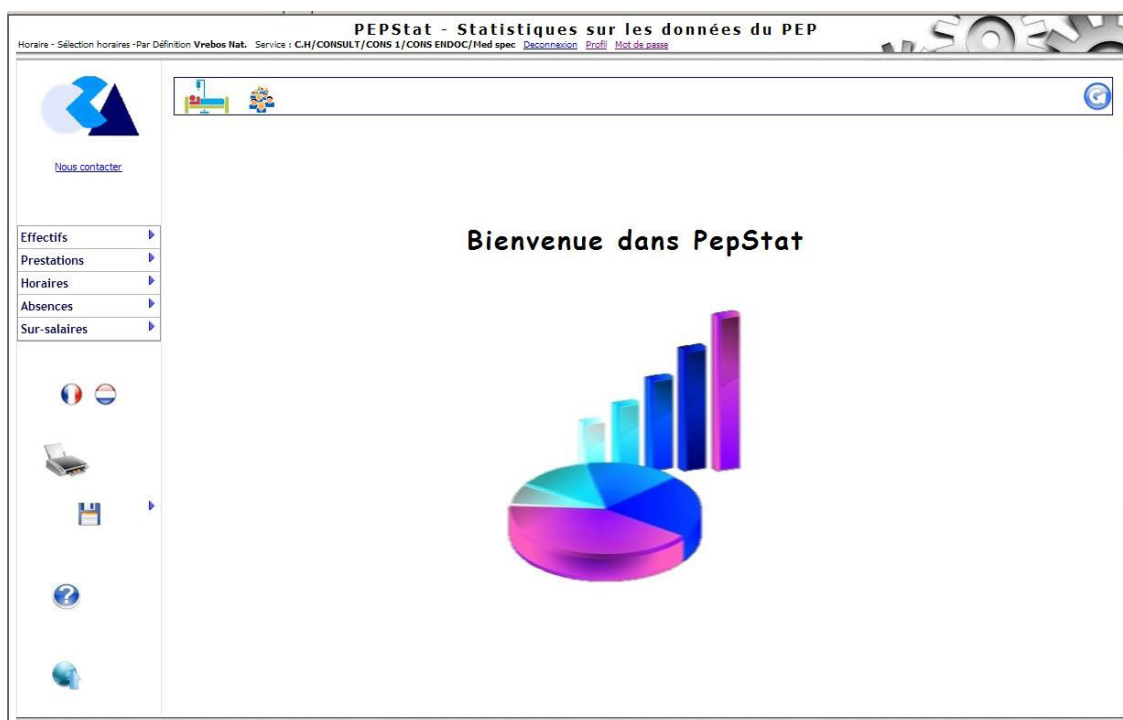 PEPStat - Statistiques sur les données du PEP
Horaire - Sélection horaires -Par Définition Vrebos Nat. Service : C.H/CONSULT/CONS 1/CONS ENDOC/Med spec Deconnexion Profil Mot de passe
Nous contacter
Bienvenue dans PepStat
Effectifs
Prestations
Horaires
Absences
Sur-salaires